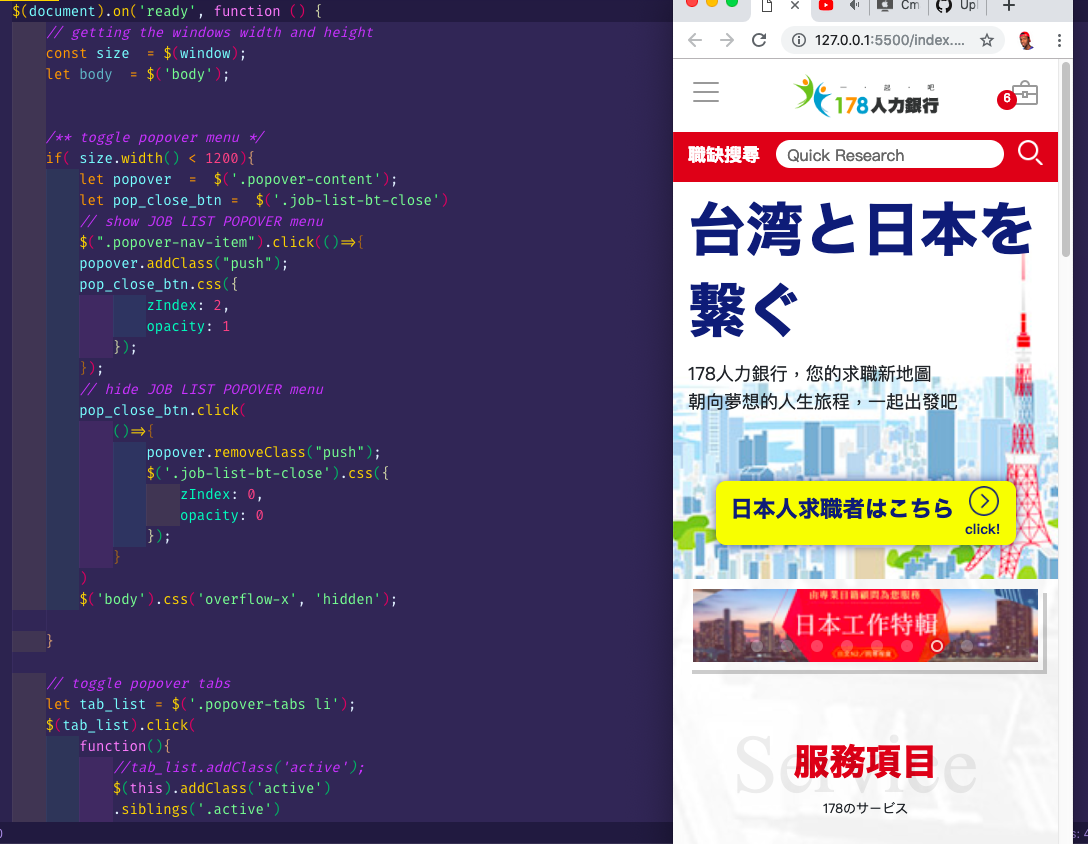 $(document).on('ready', function () {
// getting the windows width and height
const size  = $(window);
let body  = $('body');
/** toggle popover menu */
if( size.width() < 1200){
let popover  =  $('.popover-content');
let pop_close_btn =  $('.job-list-bt-close')
// show JOB LIST POPOVER menu
$(".popover-nav-item").click(()=>{
popover.addClass("push");
pop_close_btn.css({
zIndex: 2,
opacity: 1
});
});
// hide JOB LIST POPOVER menu
pop_close_btn.click(
()=>{
popover.removeClass("push");
$('.job-list-bt-close').css({
zIndex: 0,
opacity: 0
});
}
)
$('body').css('overflow-x', 'hidden');
}
// toggle popover tabs
let tab_list = $('.popover-tabs li');
$(tab_list).click(
function(){
//tab_list.addClass('active');
$(this).addClass('active')
.siblings('.active')
Cm
Up
127.0.0.1:5500/index....
178人力銀行
6
職缺搜尋
Quick Research
台湾と日本を
繋ぐ
178人力銀行，您的求職新地圖
朝向夢想的人生旅程，一起出發吧
日本人求職者はこちら
click!
由專業日籍顧問為您服務
日本工作特輯
Service
服務項目
178のサービス